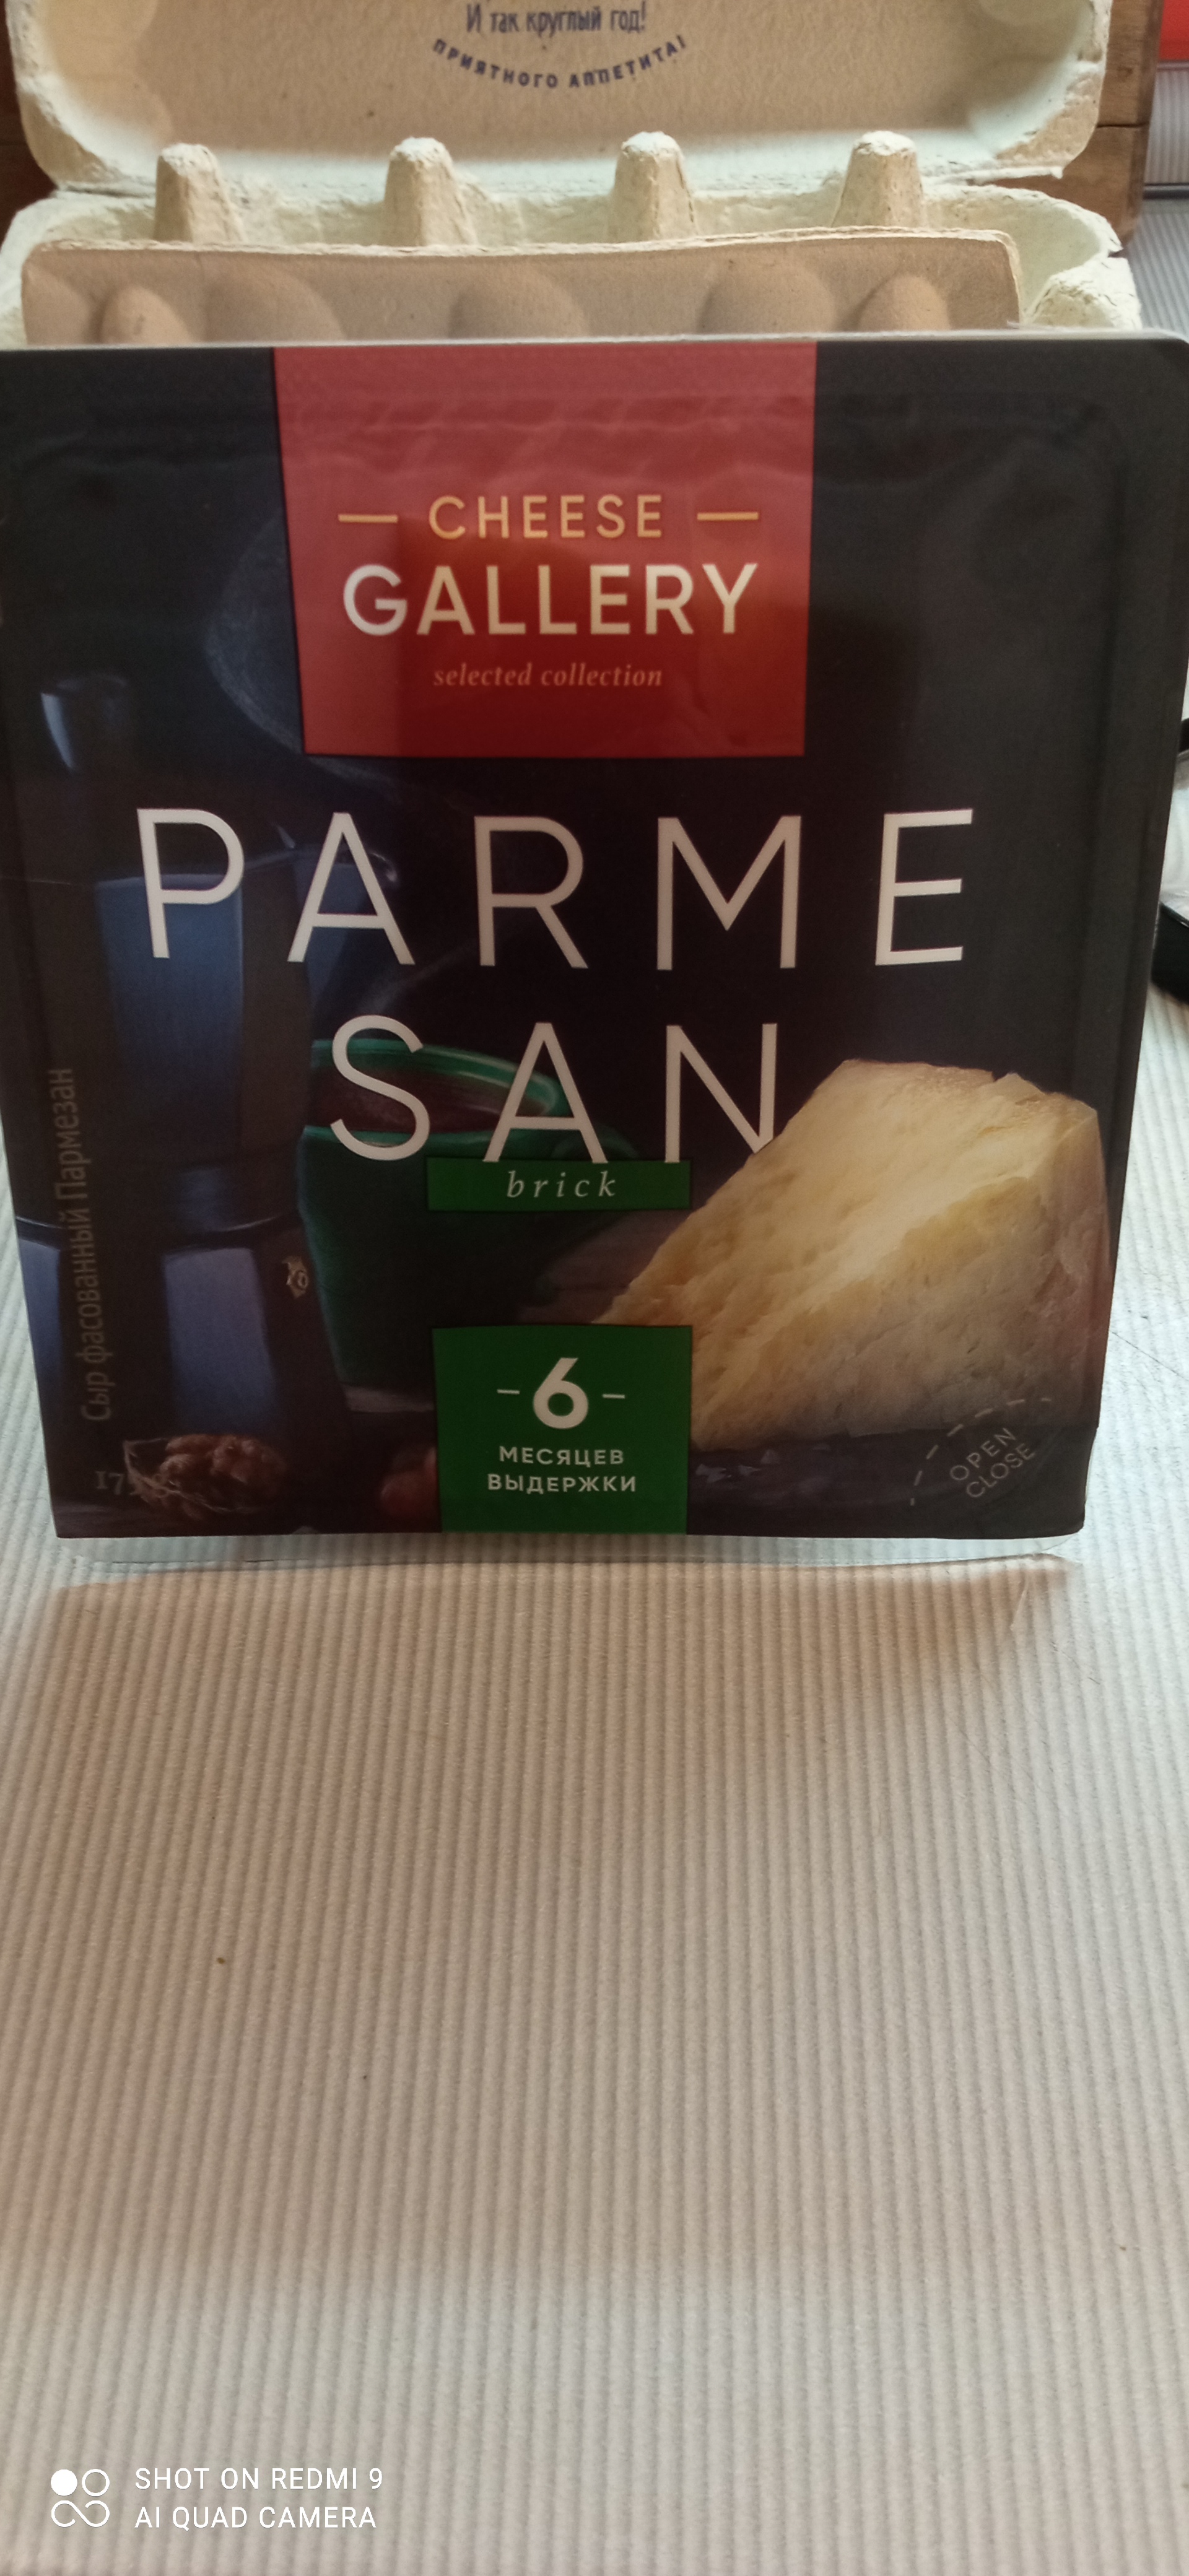 И так круглый год!
ПРИЯТНОГО АППЕТИТА!
CHEESE
GALLERY
selected collection
PARME
SAN
brick
Сыр фасованный Пармезан
-6-
МЕСЯЦЕВ
ВЫДЕРЖКИ
OPEN
CLOSE
SHOT ON REDMI 9
AI QUAD CAMERA